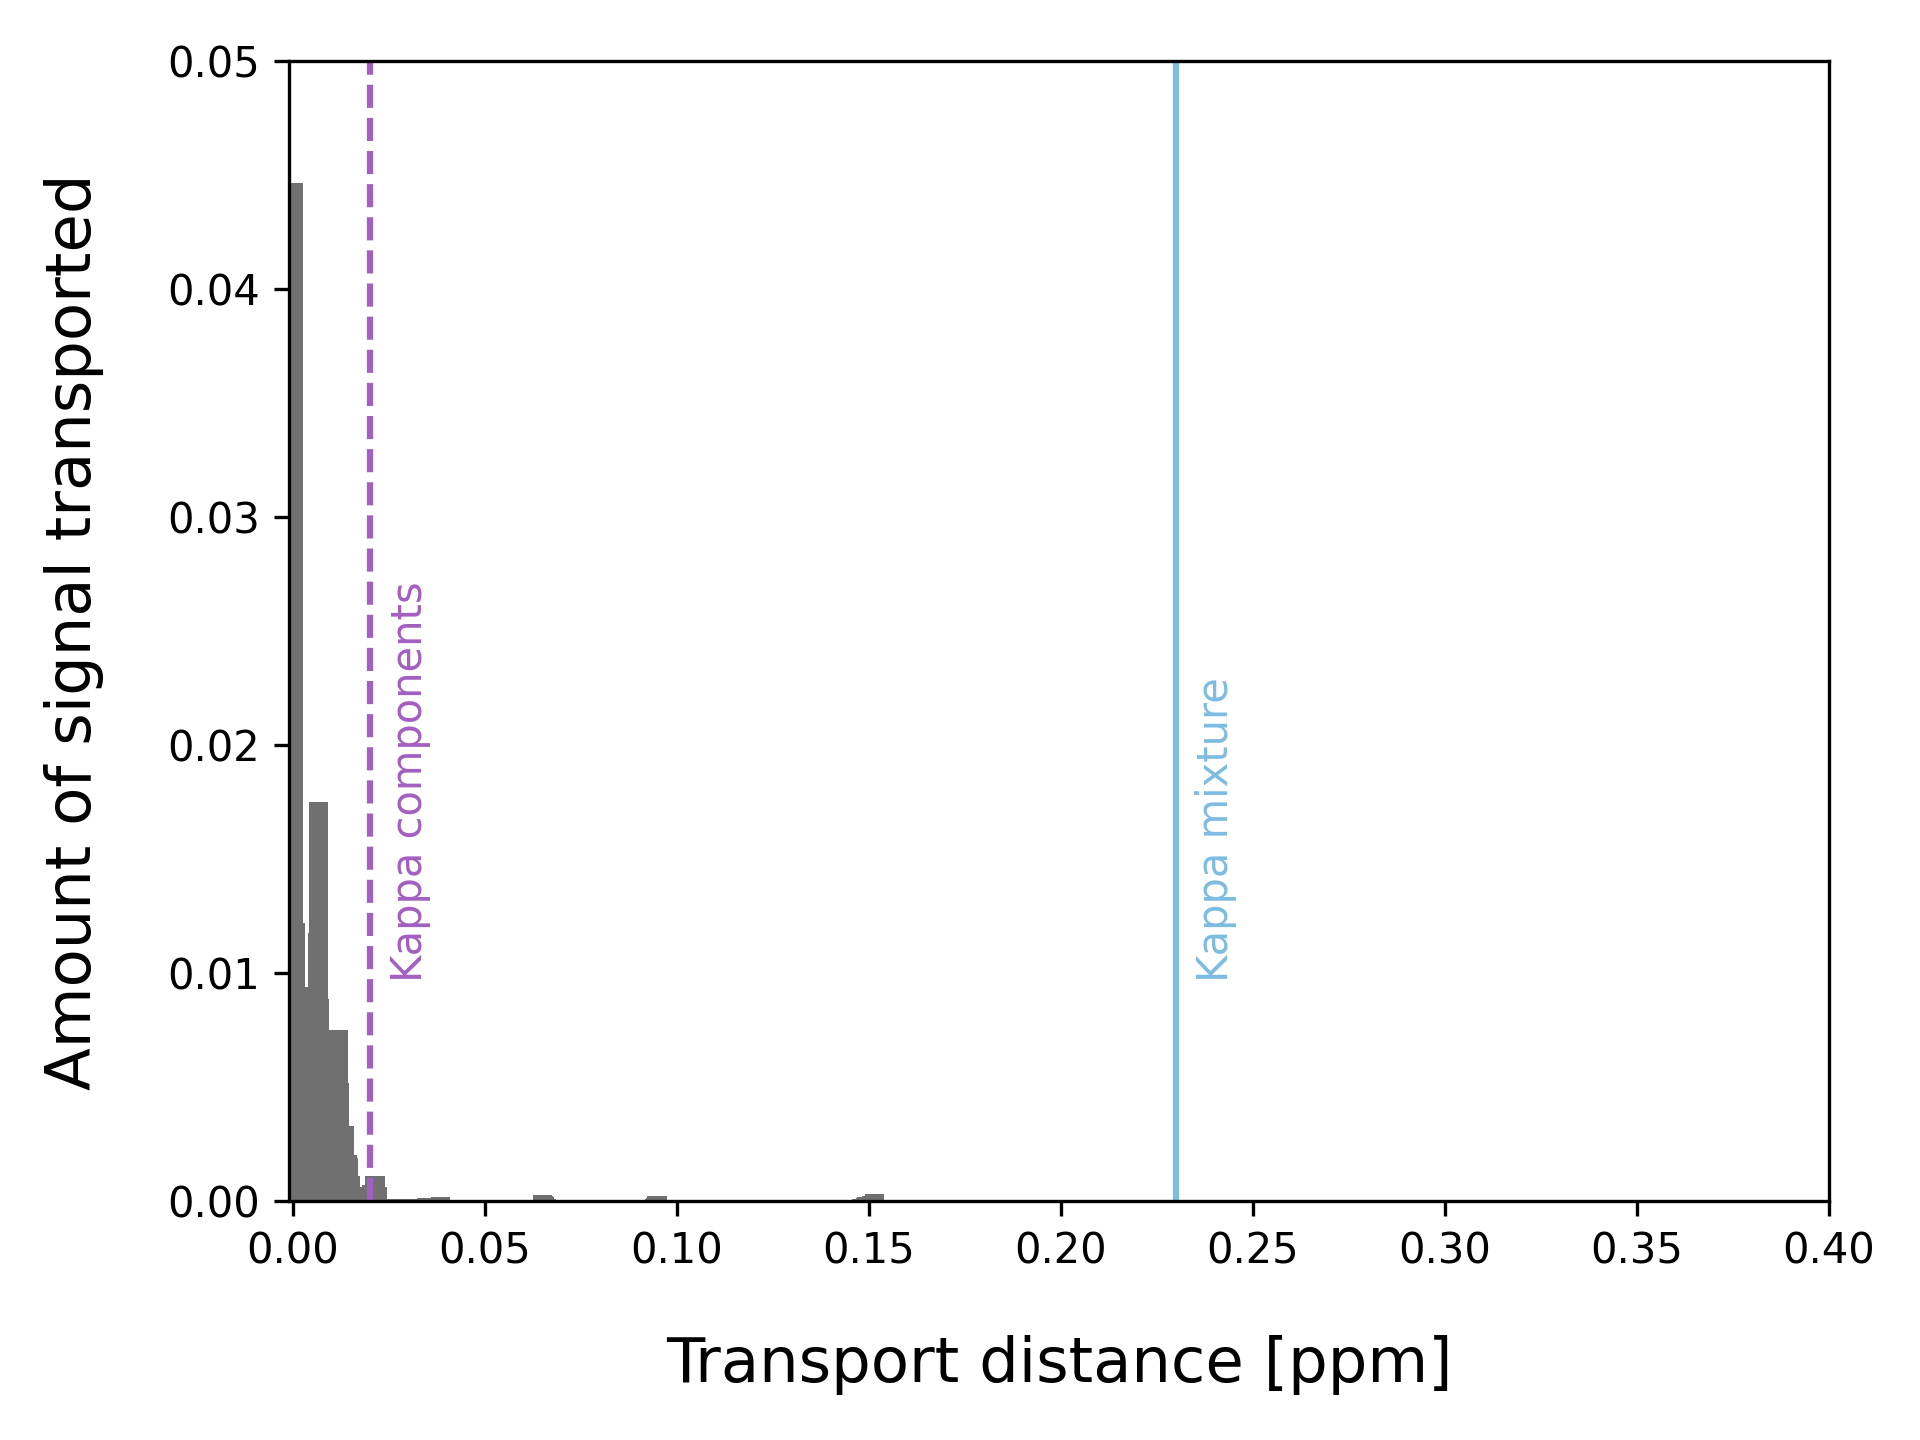 Amount of signal transported
0.05
0.04
0.03
0.02
0.01
0.00
Kappa components
Kappa mixture
0.00 0.05 0.10 0.15 0.20 0.25 0.30 0.35 0.40
Transport distance [ppm]